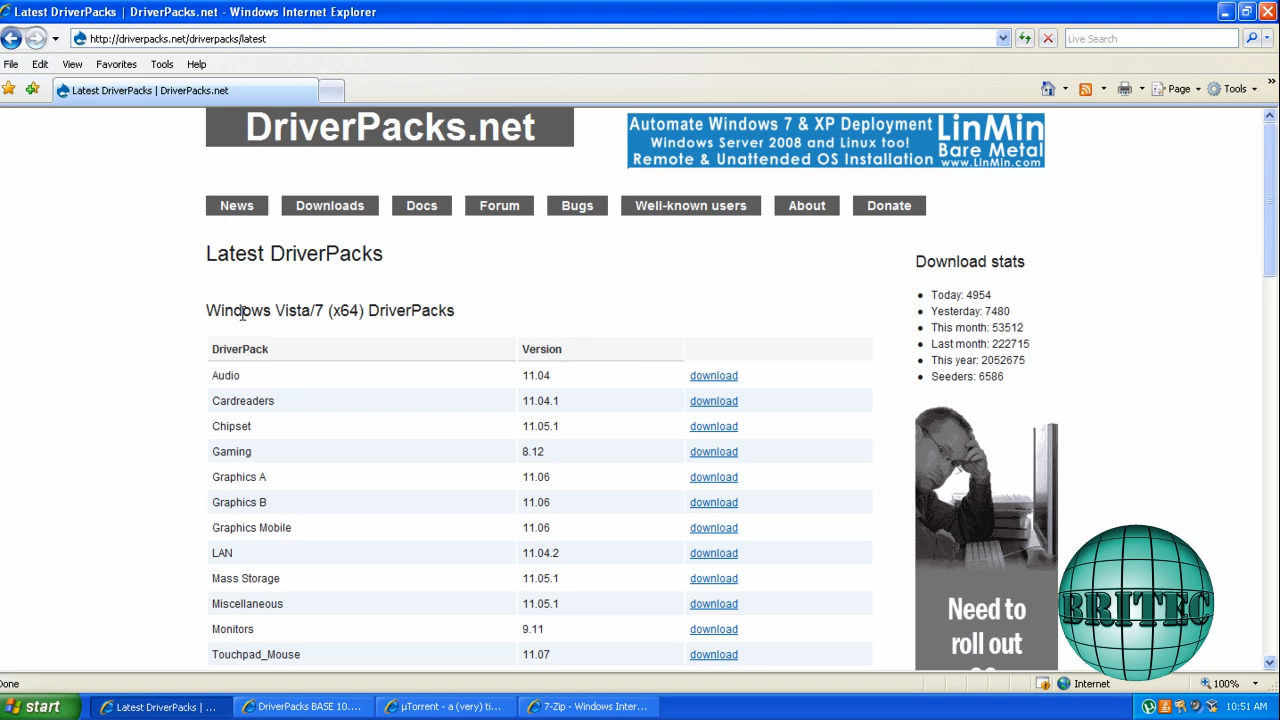 Latest DriverPacks | DriverPacks.net - Windows Internet Explorer
http://driverpacks.net/driverpacks/latest
Live Search
File Edit View Favorites Tools Help
Latest DriverPacks | DriverPacks.net
Page Tools
DriverPacks.net
Automate Windows 7 & XP Deployment
Windows Server 2008 and Linux too!
Remote & Unattended OS Installation
LinMin
Bare Metal
www.LinMin.com
News Downloads Docs Forum Bugs Well-known users About Donate
Latest DriverPacks
Windows Vista/7 (x64) DriverPacks
DriverPack Version
Audio 11.04 download
Cardreaders 11.04.1 download
Chipset 11.05.1 download
Gaming 8.12 download
Graphics A 11.06 download
Graphics B 11.06 download
Graphics Mobile 11.06 download
LAN 11.04.2 download
Mass Storage 11.05.1 download
Miscellaneous 11.05.1 download
Monitors 9.11 download
Touchpad_Mouse 11.07 download
Download stats
Today: 4954
Yesterday: 7480
This month: 53512
Last month: 222715
This year: 2052675
Seeders: 6586
Need to
roll out
BRITEC
Done
Internet
100%
start
Latest DriverPacks | ...
DriverPacks BASE 10....
µTorrent - a (very) ti...
7-Zip - Windows Inter...
10:51 AM